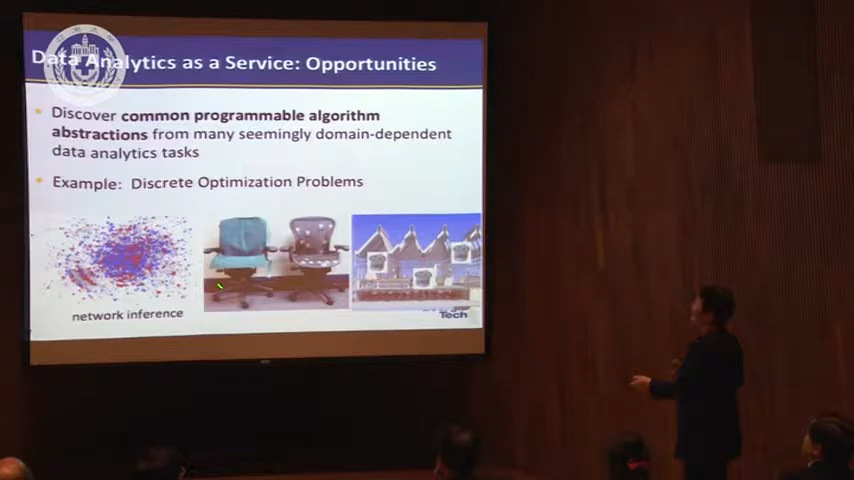 Data Analytics as a Service: Opportunities
Discover common programmable algorithm
abstractions from many seemingly domain-dependent
data analytics tasks
Example: Discrete Optimization Problems
network inference
Tech